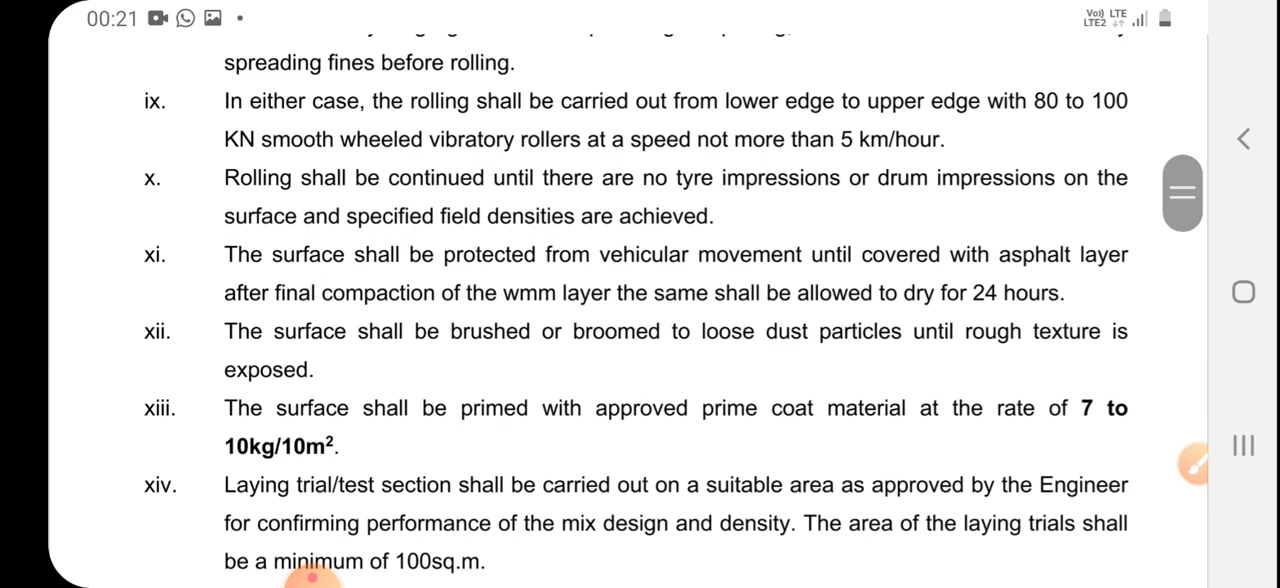 00:21
Vo)) LTE
LTE2
spreading fines before rolling.
ix. In either case, the rolling shall be carried out from lower edge to upper edge with 80 to 100
KN smooth wheeled vibratory rollers at a speed not more than 5 km/hour.
x. Rolling shall be continued until there are no tyre impressions or drum impressions on the
surface and specified field densities are achieved.
xi. The surface shall be protected from vehicular movement until covered with asphalt layer
after final compaction of the wmm layer the same shall be allowed to dry for 24 hours.
xii. The surface shall be brushed or broomed to loose dust particles until rough texture is
exposed.
xiii. The surface shall be primed with approved prime coat material at the rate of 7 to
10kg/10m².
xiv. Laying trial/test section shall be carried out on a suitable area as approved by the Engineer
for confirming performance of the mix design and density. The area of the laying trials shall
be a minimum of 100sq.m.